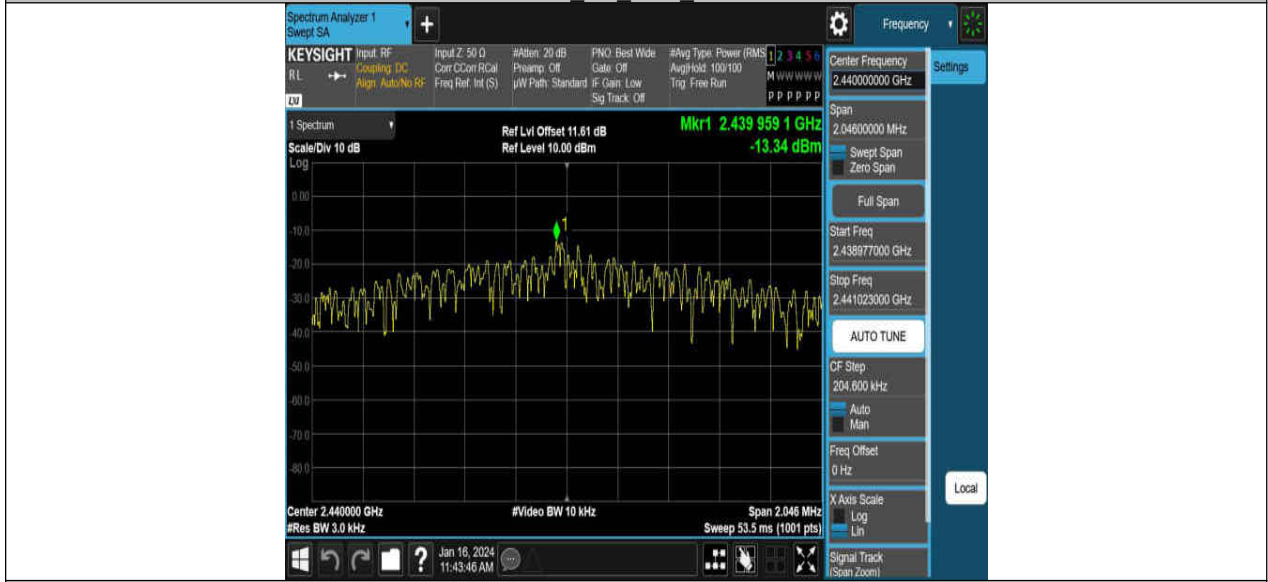 Spectrum Analyzer 1
Swept SA
+
Frequency
KEYSIGHT
RL
LXI
Input: RF
Coupling: DC
Align: Auto/No RF
Input Z: 50 Ω
Corr CCorr RCal
Freq Ref: Int (S)
#Atten: 20 dB
Preamp: Off
µW Path: Standard
PNO: Best Wide
Gate: Off
IF Gain: Low
Sig Track: Off
#Avg Type: Power (RMS
Avg|Hold: 100/100
Trig: Free Run
1 2 3 4 5 6
M W W W W W
P P P P P P
1 Spectrum
Scale/Div 10 dB
Log
Ref Lvl Offset 11.61 dB
Ref Level 10.00 dBm
Mkr1 2.439 959 1 GHz
-13.34 dBm
0.00
-10.0
-20.0
-30.0
-40.0
-50.0
-60.0
-70.0
-80.0
1
Center 2.440000 GHz
#Res BW 3.0 kHz
#Video BW 10 kHz
Span 2.046 MHz
Sweep 53.5 ms (1001 pts)
?
Jan 16, 2024
11:43:46 AM
Center Frequency
2.440000000 GHz
Span
2.04600000 MHz
Swept Span
Zero Span
Full Span
Start Freq
2.438977000 GHz
Stop Freq
2.441023000 GHz
AUTO TUNE
CF Step
204.600 kHz
Auto
Man
Freq Offset
0 Hz
X Axis Scale
Log
Lin
Signal Track
(Span Zoom)
Settings
Local